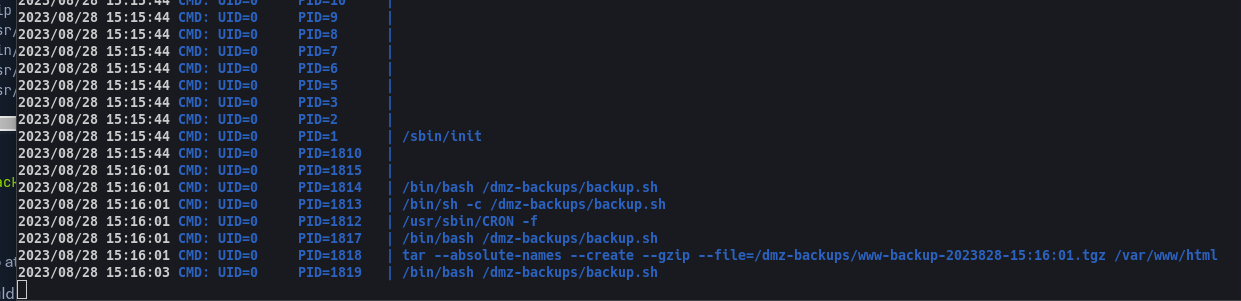 2023/08/28 15:15:44 CMD: UID=0 PID=10 |
2023/08/28 15:15:44 CMD: UID=0 PID=9 |
2023/08/28 15:15:44 CMD: UID=0 PID=8 |
2023/08/28 15:15:44 CMD: UID=0 PID=7 |
2023/08/28 15:15:44 CMD: UID=0 PID=6 |
2023/08/28 15:15:44 CMD: UID=0 PID=5 |
2023/08/28 15:15:44 CMD: UID=0 PID=3 |
2023/08/28 15:15:44 CMD: UID=0 PID=2 |
2023/08/28 15:15:44 CMD: UID=0 PID=1 | /sbin/init
2023/08/28 15:15:44 CMD: UID=0 PID=1810 |
2023/08/28 15:16:01 CMD: UID=0 PID=1815 |
2023/08/28 15:16:01 CMD: UID=0 PID=1814 | /bin/bash /dmz-backups/backup.sh
2023/08/28 15:16:01 CMD: UID=0 PID=1813 | /bin/sh -c /dmz-backups/backup.sh
2023/08/28 15:16:01 CMD: UID=0 PID=1812 | /usr/sbin/CRON -f
2023/08/28 15:16:01 CMD: UID=0 PID=1817 | /bin/bash /dmz-backups/backup.sh
2023/08/28 15:16:01 CMD: UID=0 PID=1818 | tar --absolute-names --create --gzip --file=/dmz-backups/www-backup-2023828-15:16:01.tgz /var/www/html
2023/08/28 15:16:03 CMD: UID=0 PID=1819 | /bin/bash /dmz-backups/backup.sh